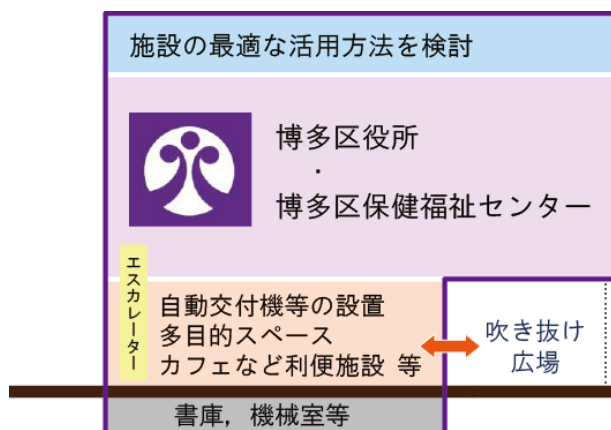 施設の最適な活用方法を検討
博多区役所
・
博多区保健福祉センター
エスカレーター
自動交付機等の設置
多目的スペース
カフェなど利便施設 等
吹き抜け
広場
書庫，機械室等